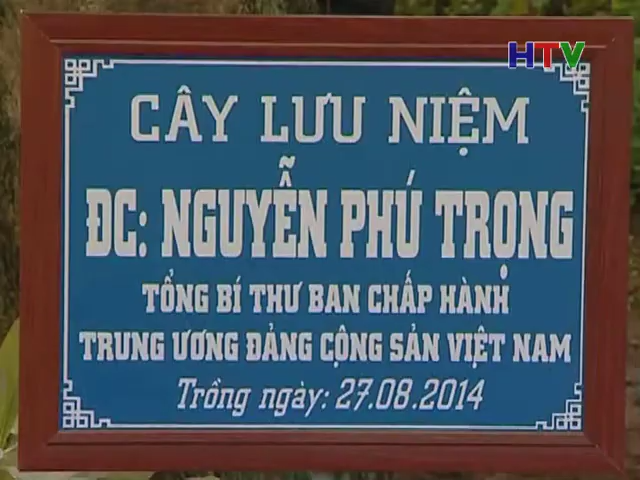 HTV
CÂY LƯU NIỆM
ĐC: NGUYỄN PHÚ TRỌNG
TỔNG BÍ THƯ BAN CHẤP HÀNH
TRUNG ƯƠNG ĐẢNG CỘNG SẢN VIỆT NAM
Trồng ngày: 27.08.2014